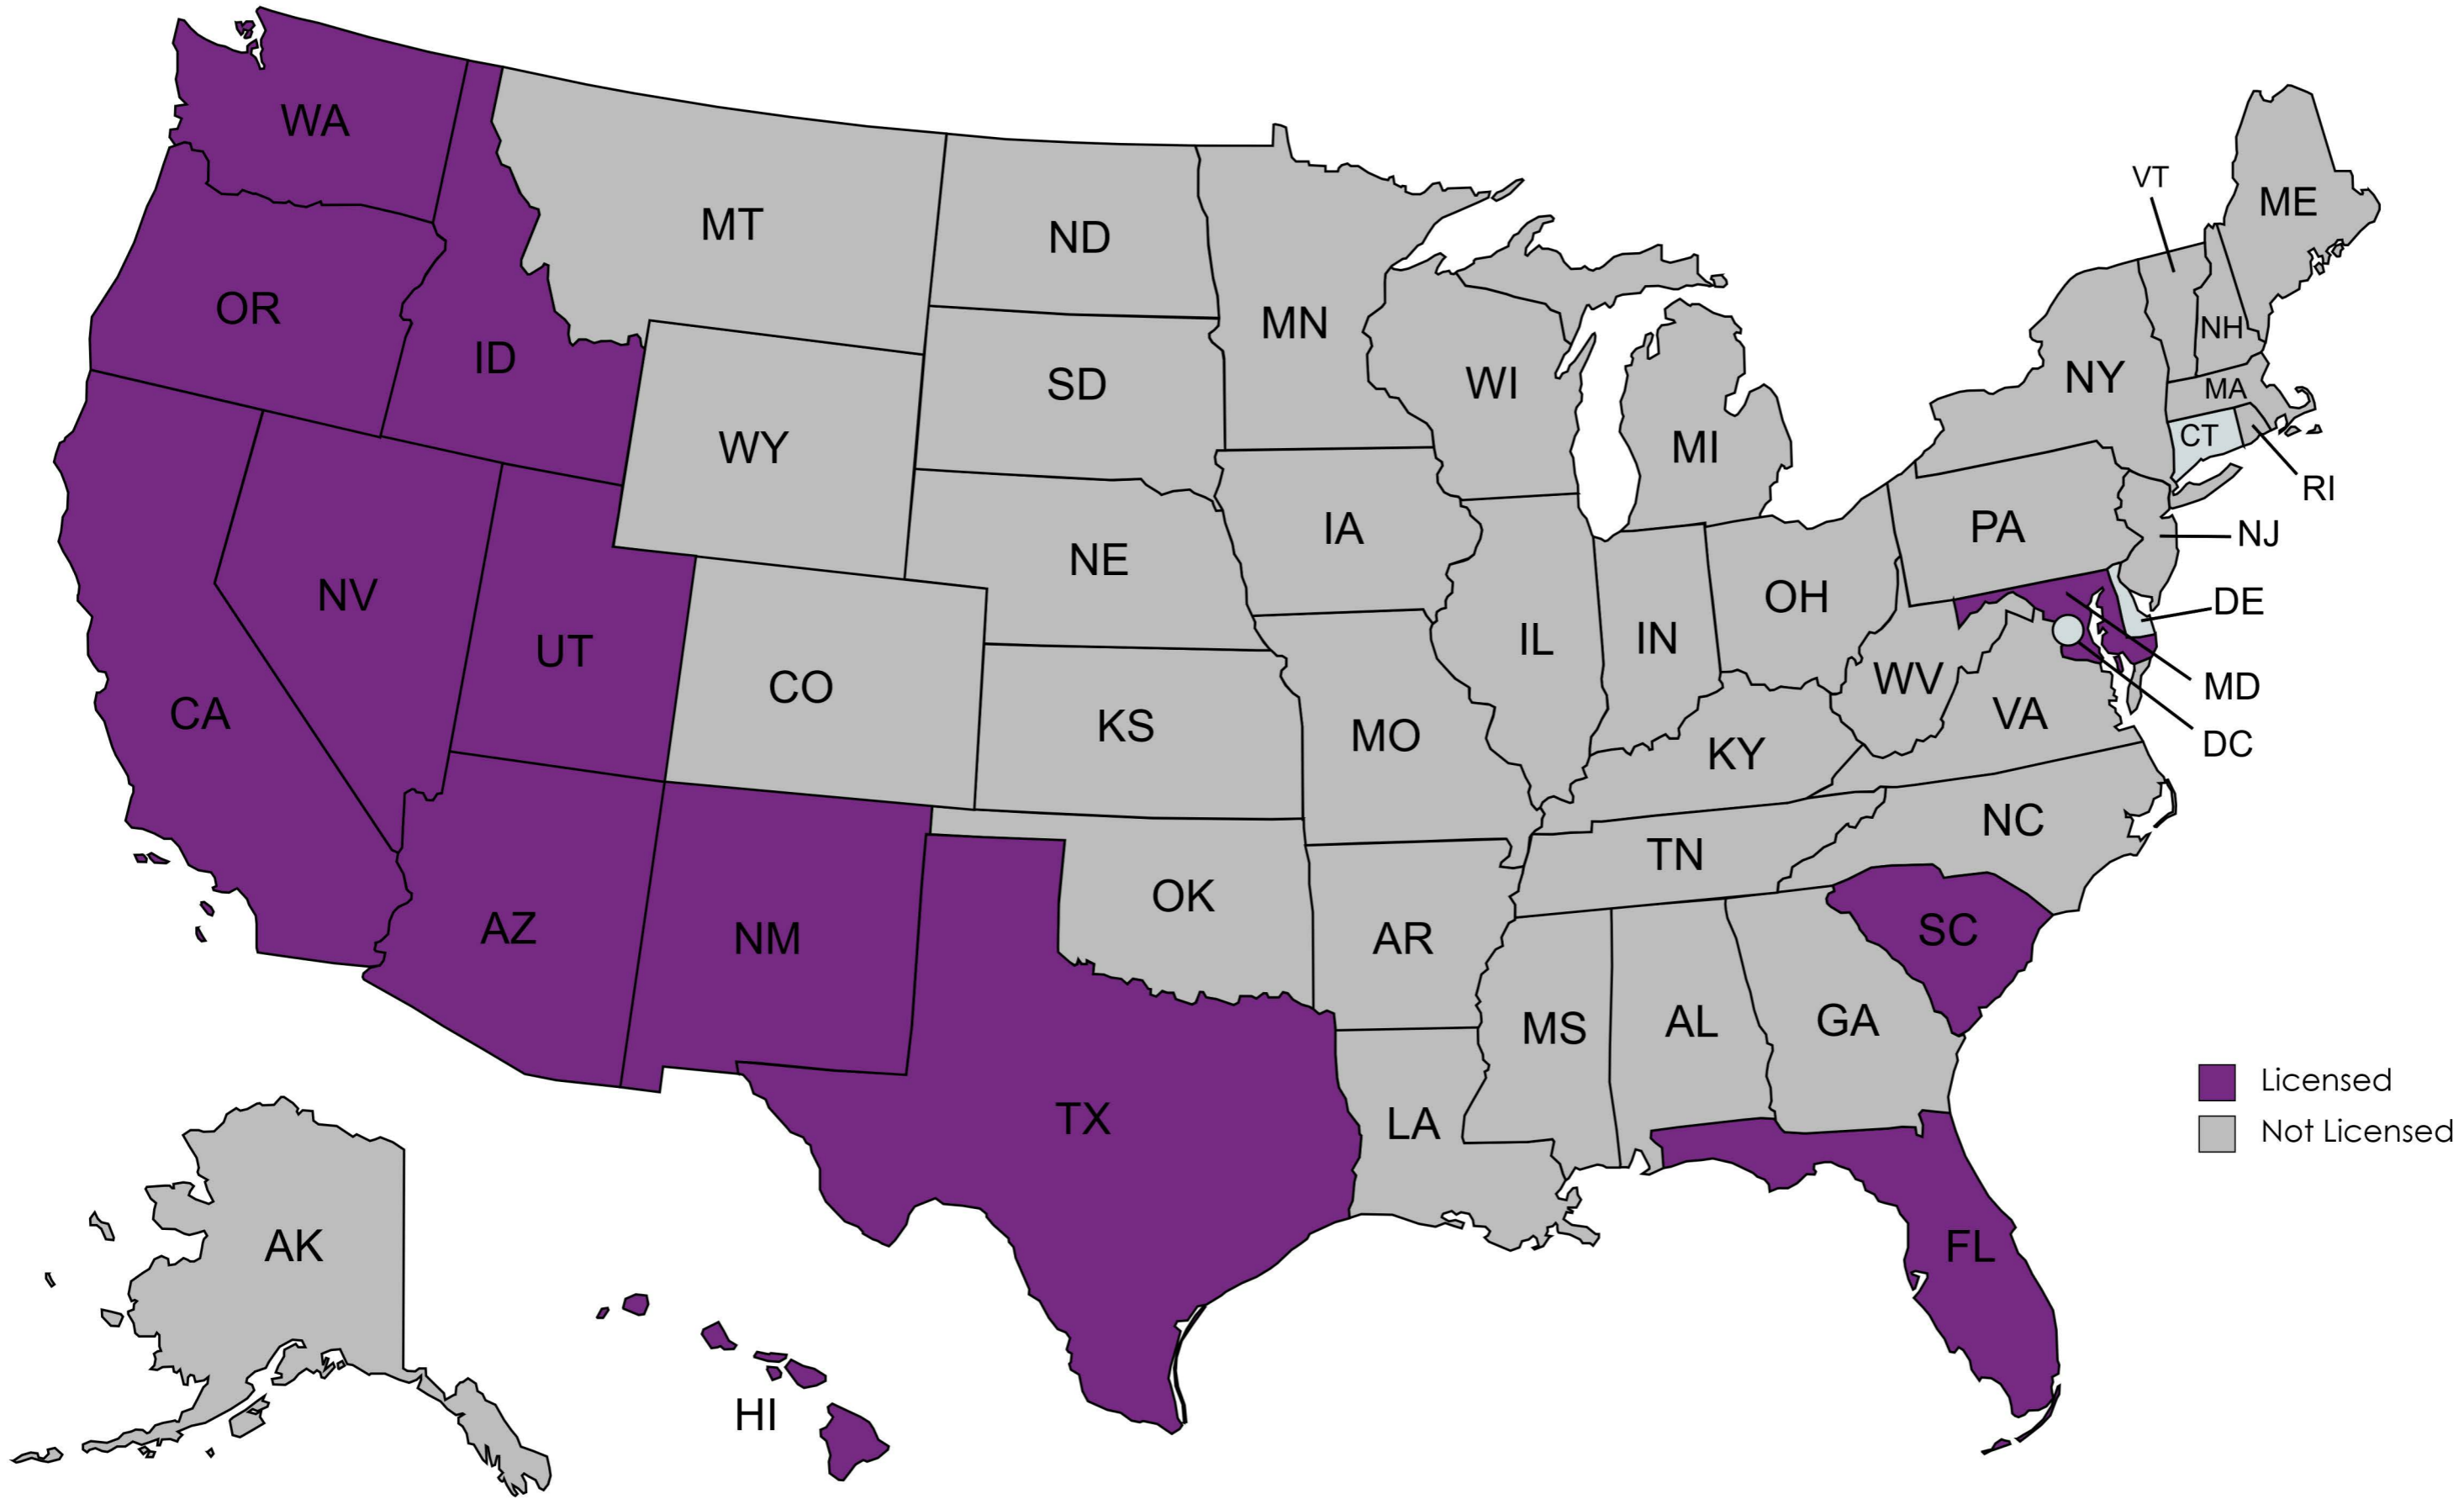 WA
VT
ME
MT
ND
OR
MN
NH
ID
NY
SD
WI
MA
CT
WY
MI
RI
IA
PA
NJ
NE
NV
OH
DE
UT
IL
IN
CO
WV
MD
CA
KS
MO
VA
DC
KY
TN
NC
OK
AZ
NM
AR
SC
MS
AL
GA
Licensed
TX
LA
Not Licensed
AK
FL
HI